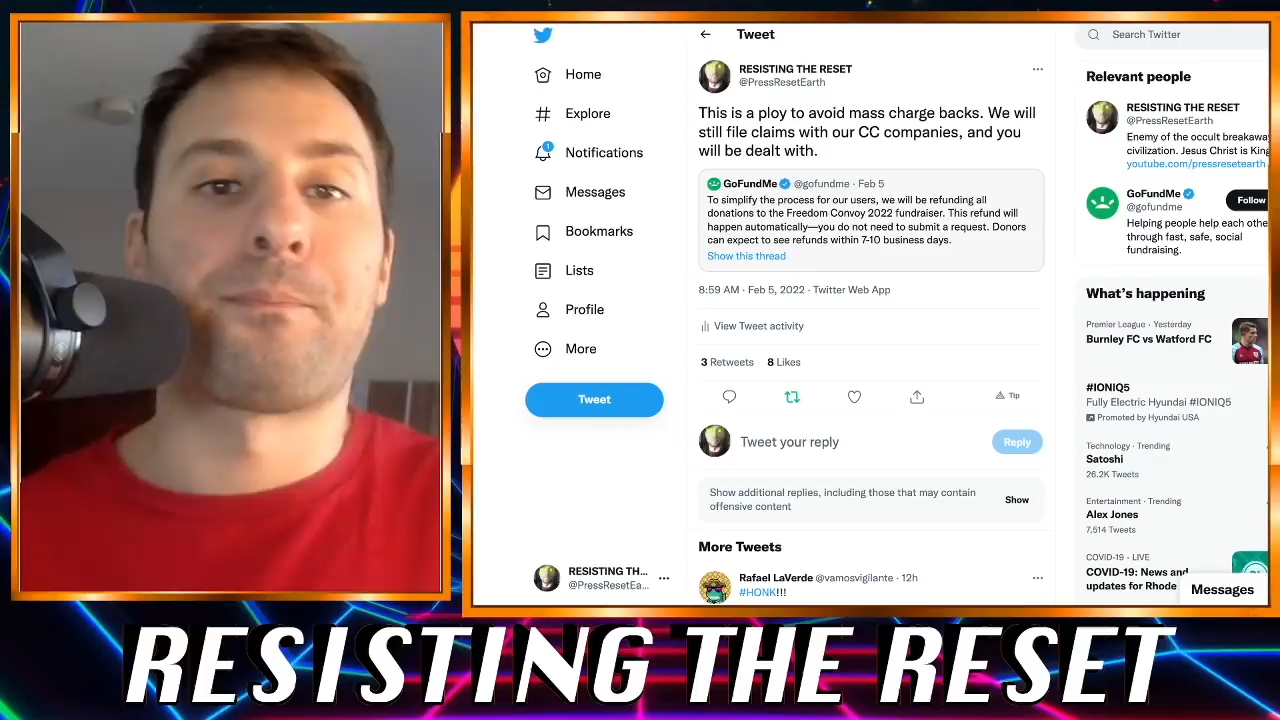 Home
Explore
1
Notifications
Messages
Bookmarks
Lists
Profile
More
Tweet
RESISTING TH...
@PressResetEa...
Tweet
RESISTING THE RESET
@PressResetEarth
This is a ploy to avoid mass charge backs. We will
still file claims with our CC companies, and you
will be dealt with.
GoFundMe @gofundme · Feb 5
To simplify the process for our users, we will be refunding all
donations to the Freedom Convoy 2022 fundraiser. This refund will
happen automatically—you do not need to submit a request. Donors
can expect to see refunds within 7-10 business days.
Show this thread
8:59 AM · Feb 5, 2022 · Twitter Web App
View Tweet activity
3 Retweets 8 Likes
Tip
Tweet your reply
Reply
Show additional replies, including those that may contain
offensive content
Show
More Tweets
Rafael LaVerde @vamosvigilante · 12h
#HONK!!!
Search Twitter
Relevant people
RESISTING THE RESET
@PressResetEarth
Enemy of the occult breakaway
civilization. Jesus Christ is King
youtube.com/pressresetearth
GoFundMe
@gofundme
Follow
Helping people help each othe
through fast, safe, social
fundraising.
What's happening
Premier League · Yesterday
Burnley FC vs Watford FC
#IONIQ5
Fully Electric Hyundai #IONIQ5
Promoted by Hyundai USA
Technology · Trending
Satoshi
26.2K Tweets
Entertainment · Trending
Alex Jones
7,514 Tweets
COVID-19 · LIVE
COVID-19: News and
updates for Rhode
Messages
RESISTING THE RESET